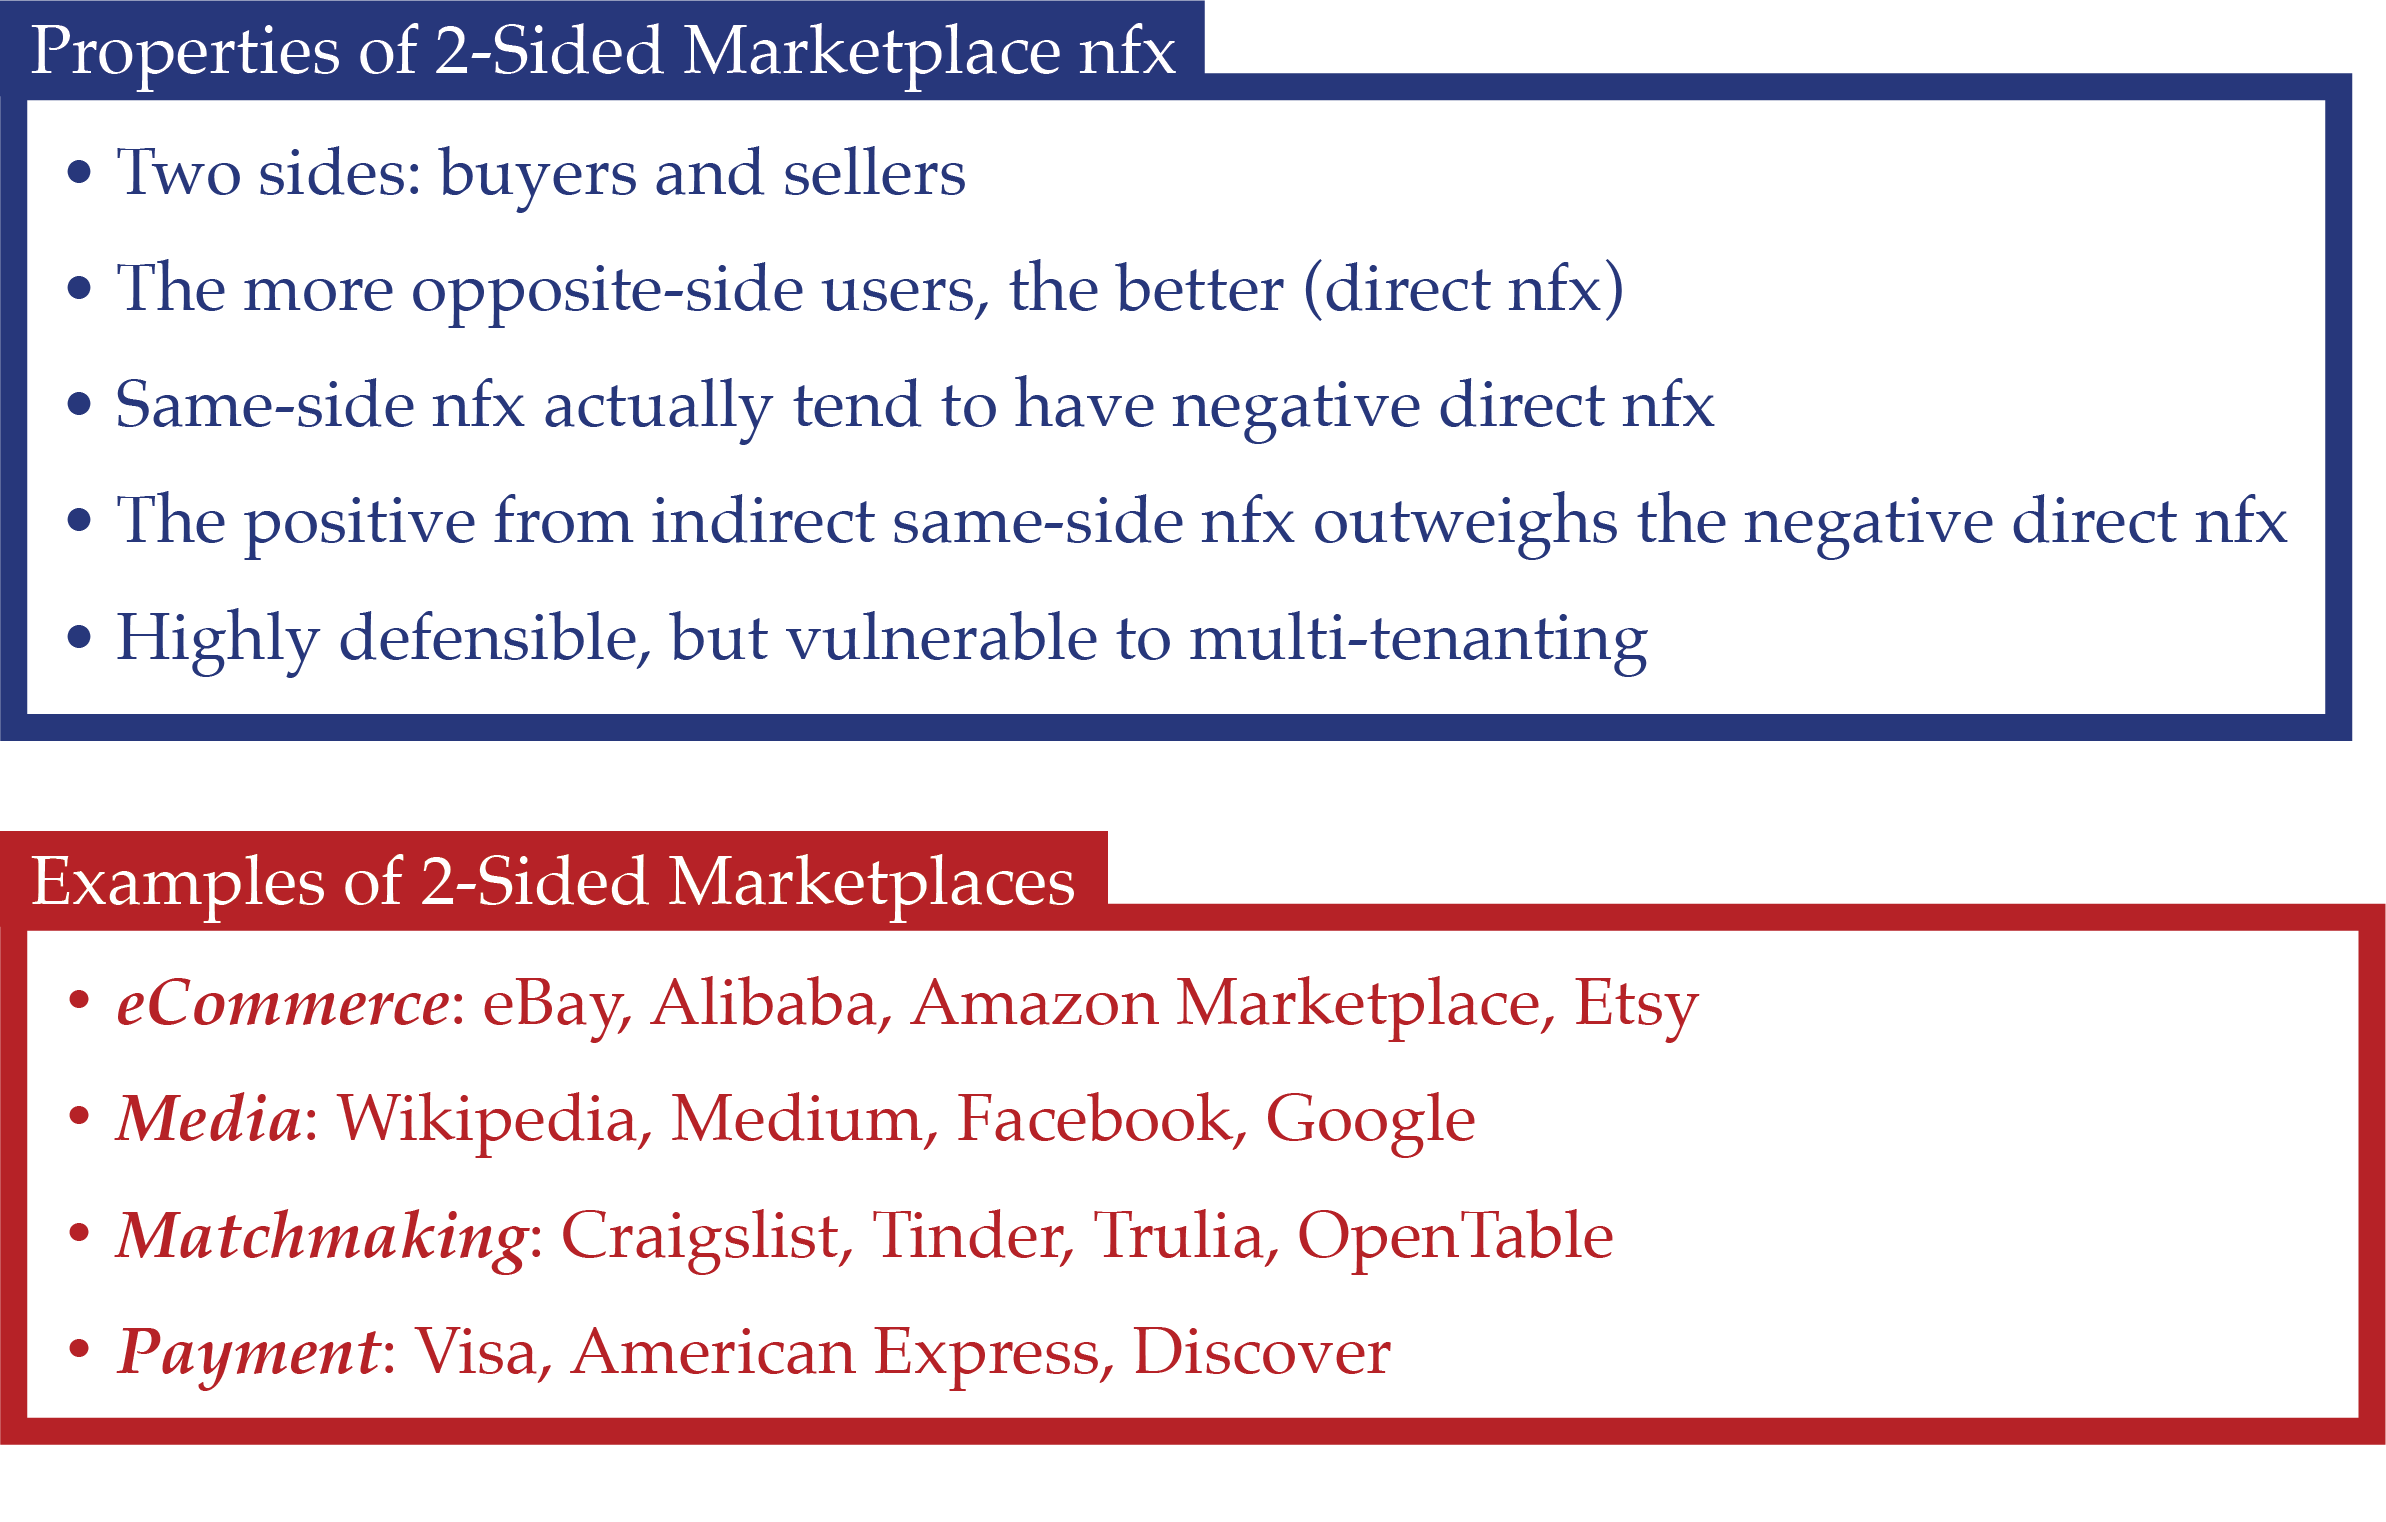 Properties of 2-Sided Marketplace nfx
• Two sides: buyers and sellers
• The more opposite-side users, the better (direct nfx)
• Same-side nfx actually tend to have negative direct nfx
• The positive from indirect same-side nfx outweighs the negative direct nfx
• Highly defensible, but vulnerable to multi-tenanting
Examples of 2-Sided Marketplaces
• eCommerce: eBay, Alibaba, Amazon Marketplace, Etsy
• Media: Wikipedia, Medium, Facebook, Google
• Matchmaking: Craigslist, Tinder, Trulia, OpenTable
• Payment: Visa, American Express, Discover